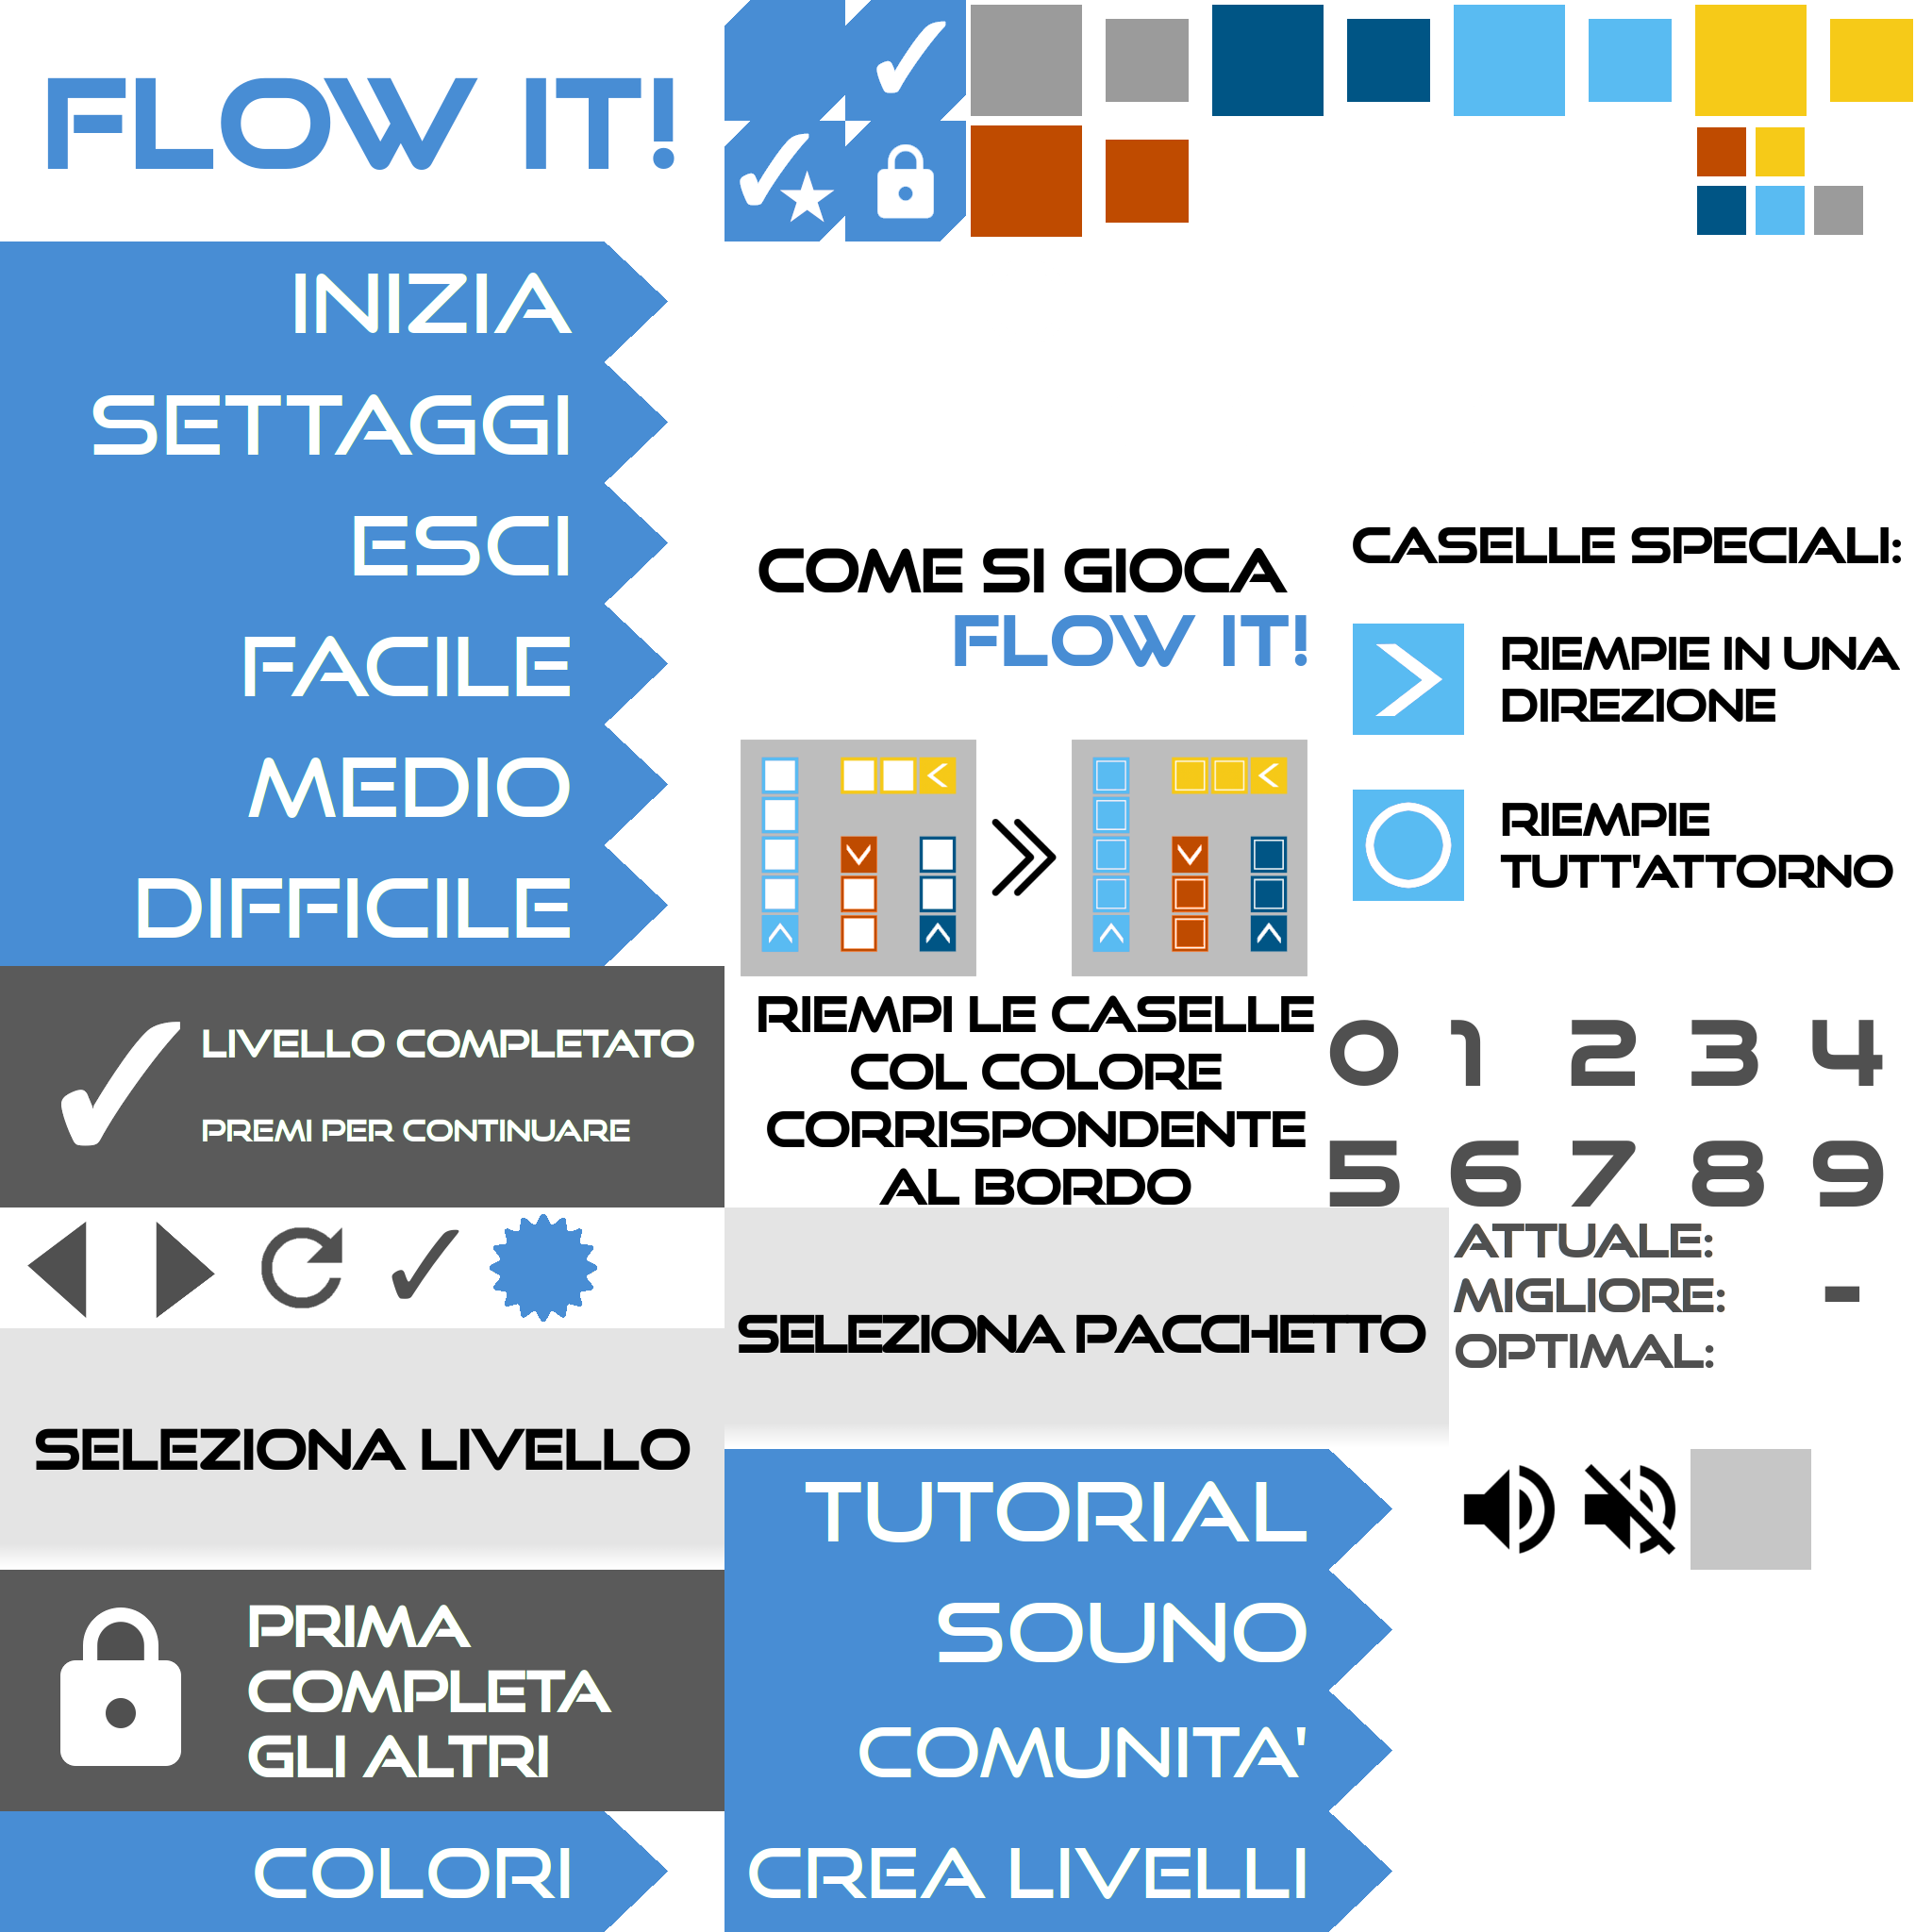 FLOW IT!
INIZIA
SETTAGGI
ESCI
FACILE
MEDIO
DIFFICILE
LIVELLO COMPLETATO
PREMI PER CONTINUARE
SELEZIONA LIVELLO
PRIMA
COMPLETA
GLI ALTRI
COLORI
COME SI GIOCA
FLOW IT!
RIEMPI LE CASELLE
COL COLORE
CORRISPONDENTE
AL BORDO
CASELLE SPECIALI:
RIEMPIE IN UNA
DIREZIONE
RIEMPIE
TUTT'ATTORNO
0 1 2 3 4
5 6 7 8 9
SELEZIONA PACCHETTO
ATTUALE:
MIGLIORE: -
OPTIMAL:
TUTORIAL
SOUNO
COMUNITA'
CREA LIVELLI